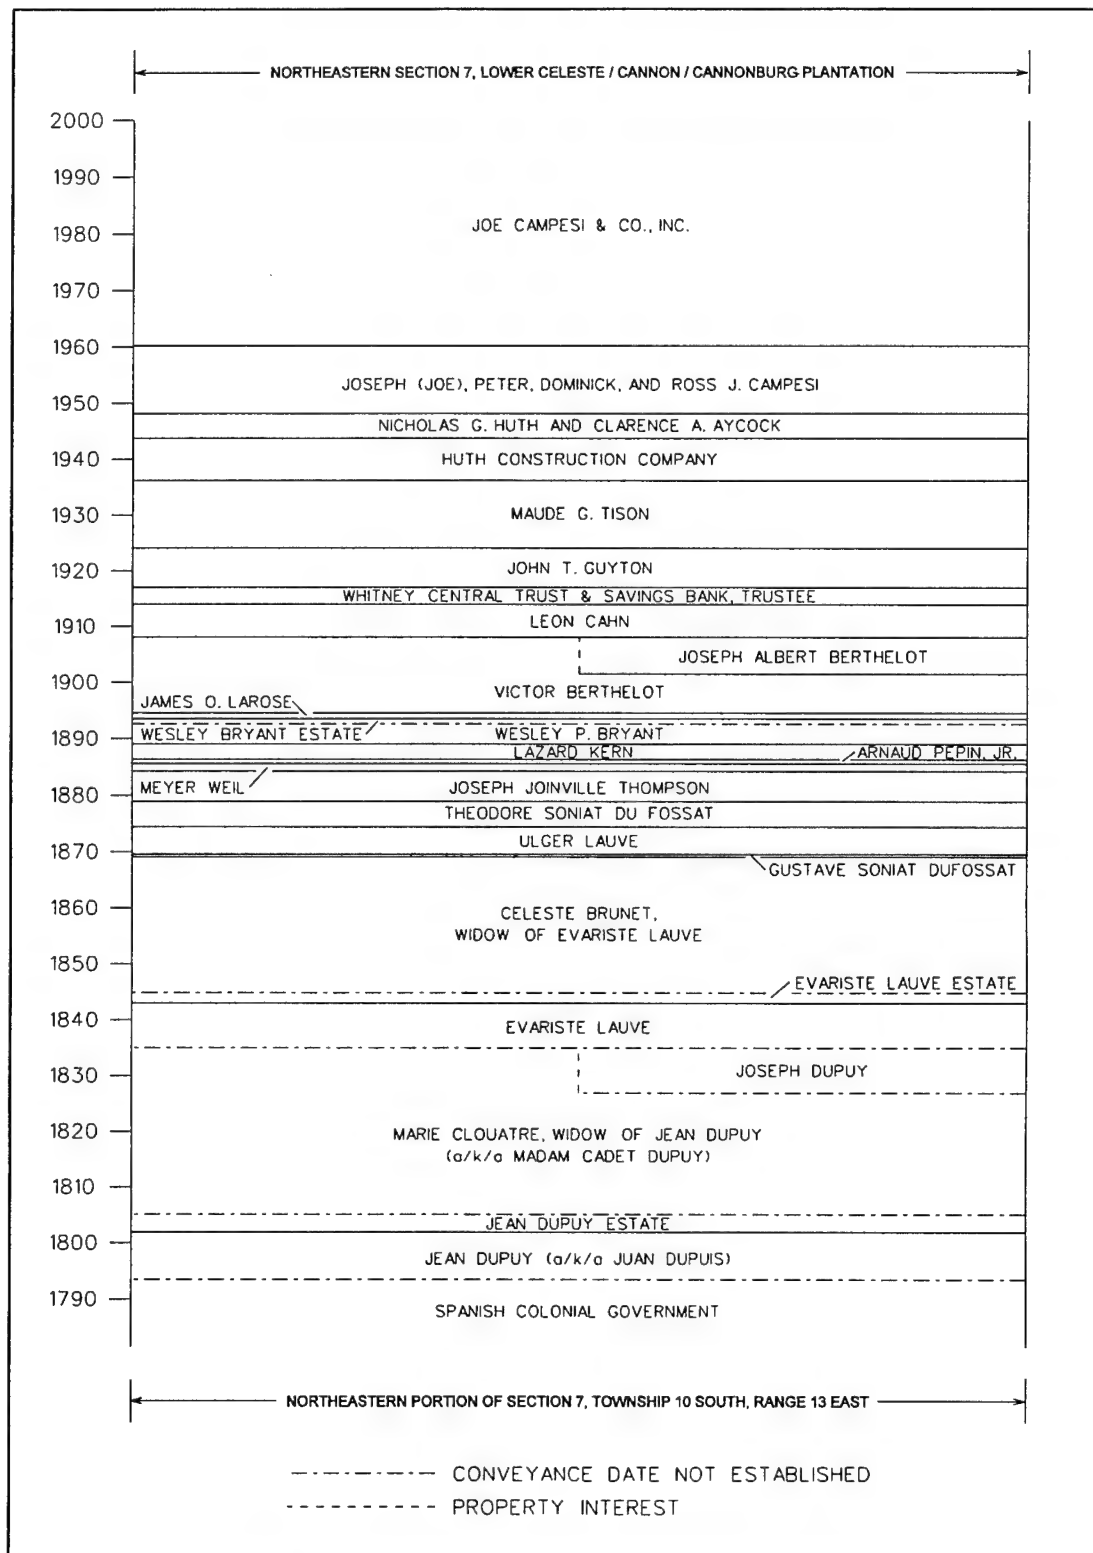 NORTHEASTERN SECTION 7, LOWER CELESTE / CANNON / CANNONBURG PLANTATION
2000
1990
JOE CAMPESI & CO., INC.
1980
1970
1960
JOSEPH (JOE), PETER, DOMINICK, AND ROSS J. CAMPESI
1950
NICHOLAS G. HUTH AND CLARENCE A. AYCOCK
1940
HUTH CONSTRUCTION COMPANY
1930
MAUDE G. TISON
1920
JOHN T. GUYTON
WHITNEY CENTRAL TRUST & SAVINGS BANK, TRUSTEE
1910
LEON CAHN
JOSEPH ALBERT BERTHELOT
1900
VICTOR BERTHELOT
JAMES O. LAROSE
1890
WESLEY BRYANT ESTATE
WESLEY P. BRYANT
LAZARD KERN
ARNAUD PEPIN, JR.
1880
MEYER WEIL
JOSEPH JOINVILLE THOMPSON
THEODORE SONIAT DU FOSSAT
ULGER LAUVE
1870
GUSTAVE SONIAT DUFOSSAT
1860
CELESTE BRUNET,
WIDOW OF EVARISTE LAUVE
1850
EVARISTE LAUVE ESTATE
1840
EVARISTE LAUVE
1830
JOSEPH DUPUY
1820
MARIE CLOUATRE, WIDOW OF JEAN DUPUY
(a/k/a MADAM CADET DUPUY)
1810
JEAN DUPUY ESTATE
1800
JEAN DUPUY (a/k/a JUAN DUPUIS)
1790
SPANISH COLONIAL GOVERNMENT
NORTHEASTERN PORTION OF SECTION 7, TOWNSHIP 10 SOUTH, RANGE 13 EAST
CONVEYANCE DATE NOT ESTABLISHED
PROPERTY INTEREST